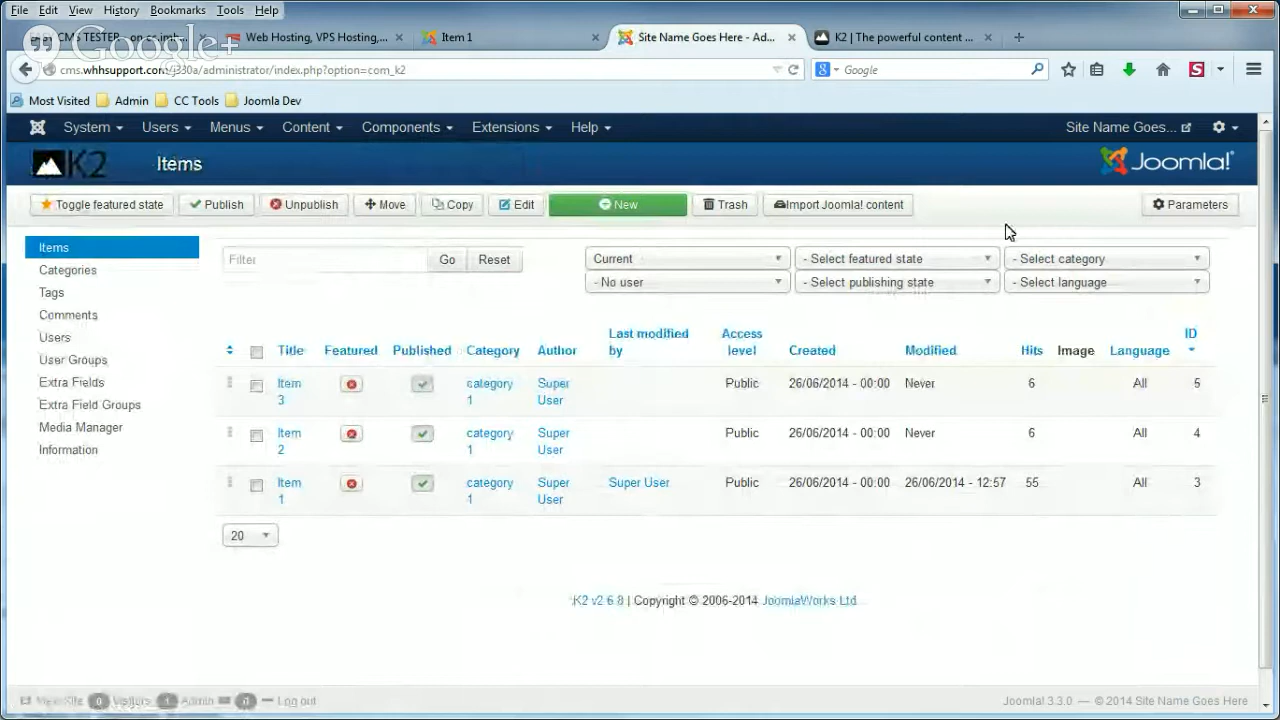 File Edit View History Bookmarks Tools Help
Google+
CMS TESTER
Web Hosting, VPS Hosting,...
Item 1
Site Name Goes Here - Ad...
K2 | The powerful content ...
cms.whhsupport.com/j330a/administrator/index.php?option=com_k2
Google
Most Visited Admin CC Tools Joomla Dev
System Users Menus Content Components Extensions Help
Site Name Goes...
K2 Items
Joomla!
Toggle featured state Publish Unpublish Move Copy Edit New Trash Import Joomla! content Parameters
Items
Categories
Tags
Comments
Users
User Groups
Extra Fields
Extra Field Groups
Media Manager
Information
Filter Go Reset
Current - Select featured state - Select category
- No user - Select publishing state - Select language
Title Featured Published Category Author Last modified by Access level Created Modified Hits Image Language ID
Item 3 category 1 Super User Public 26/06/2014 - 00:00 Never 6 All 5
Item 2 category 1 Super User Public 26/06/2014 - 00:00 Never 6 All 4
Item 1 category 1 Super User Super User Public 26/06/2014 - 00:00 26/06/2014 - 12:57 55 All 3
20
K2 v2.6.8 | Copyright © 2006-2014 JoomlaWorks Ltd.
View Site 0 Visitors 1 Admin Log out
Joomla! 3.3.0 — © 2014 Site Name Goes Here